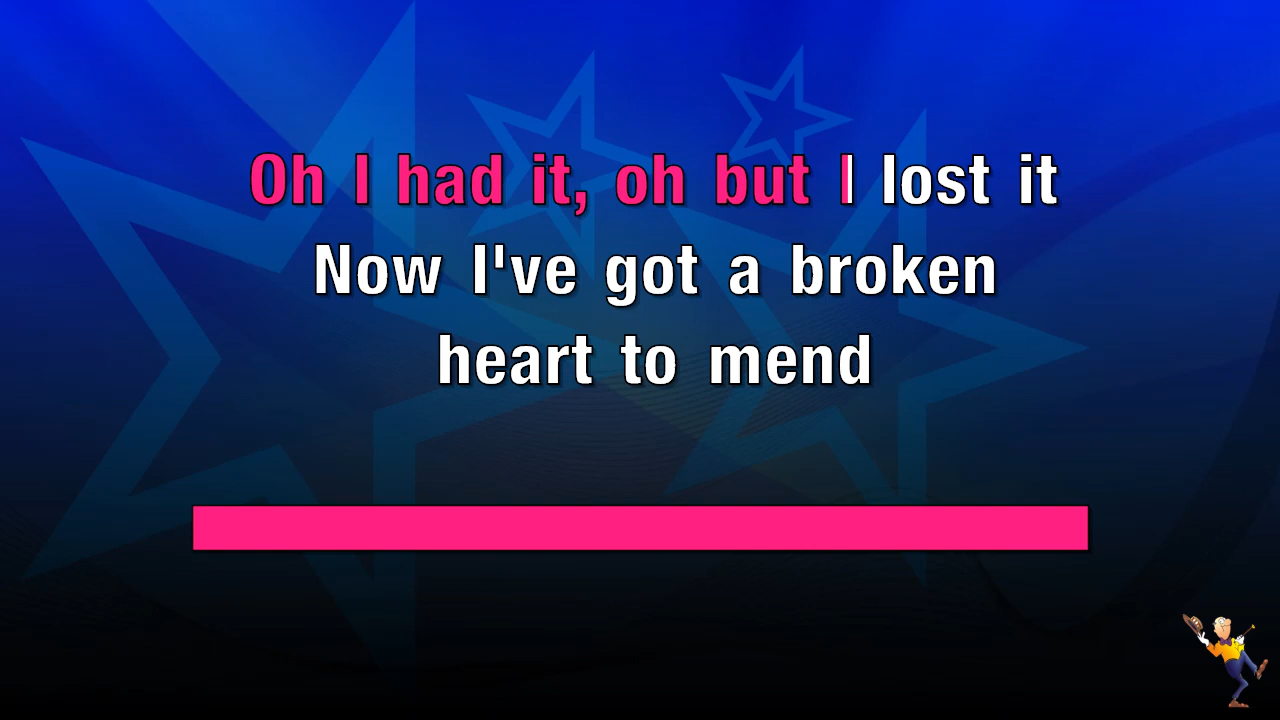 Oh I had it, oh but I lost it
Now I've got a broken
heart to mend